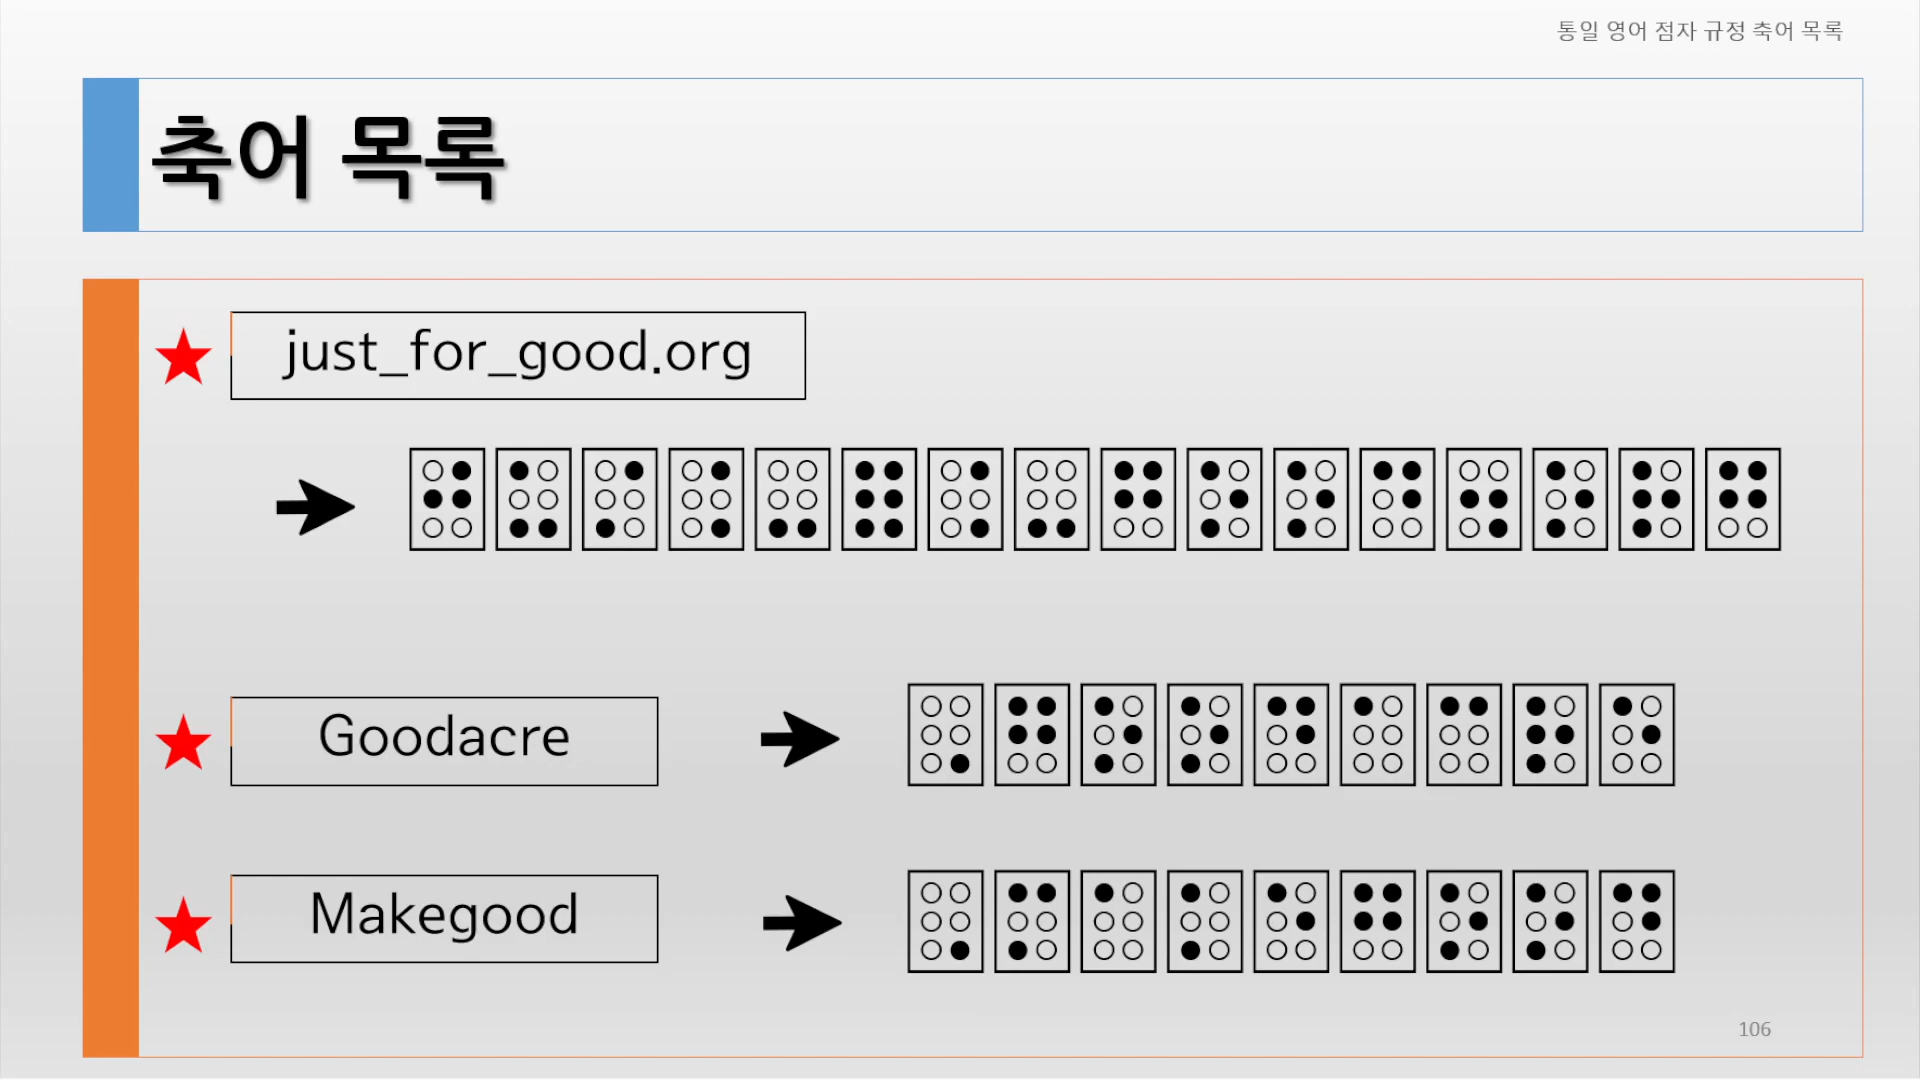 통일 영어 점자 규정 축어 목록
축어 목록
just_for_good.org
⠚⠥⠌⠠⠤⠿⠨⠤⠛⠕⠕⠙⠲⠕⠗⠛
Goodacre
⠠⠛⠕⠕⠙⠁⠉⠗⠑
Makegood
⠠⠍⠁⠅⠑⠛⠕⠕⠙
106